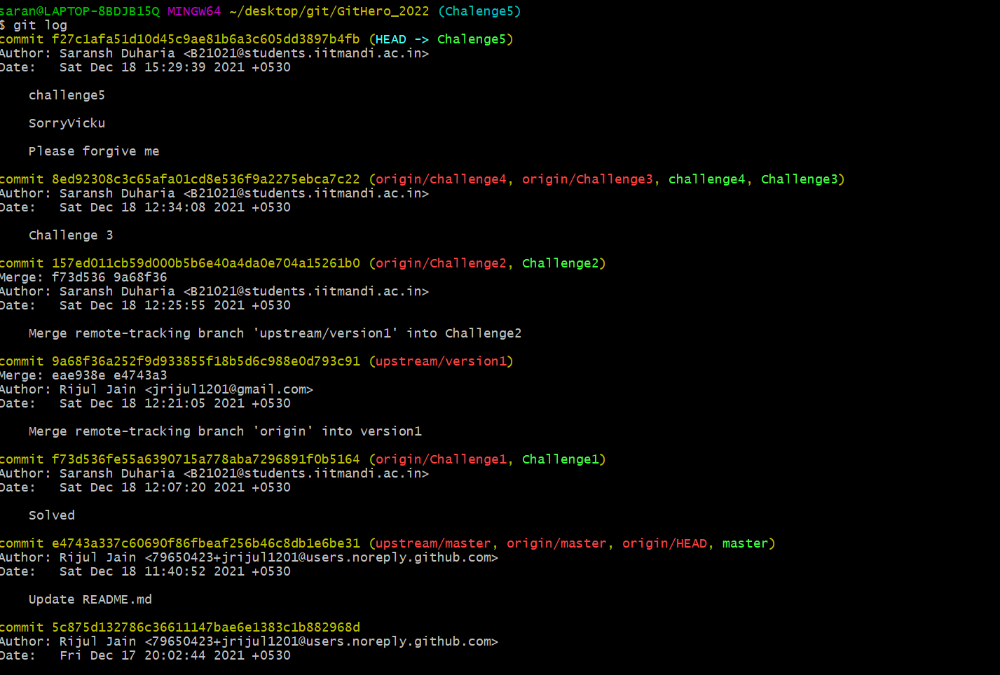 saran@LAPTOP-8BDJB15Q MINGW64 ~/desktop/git/GitHero_2022 (Chalenge5)
$ git log
commit f27c1afa51d10d45c9ae81b6a3c605dd3897b4fb (HEAD -> Chalenge5)
Author: Saransh Duharia <B21021@students.iitmandi.ac.in>
Date:   Sat Dec 18 15:29:39 2021 +0530
challenge5
SorryVicku
Please forgive me
commit 8ed92308c3c65afa01cd8e536f9a2275ebca7c22 (origin/challenge4, origin/Challenge3, challenge4, Challenge3)
Author: Saransh Duharia <B21021@students.iitmandi.ac.in>
Date:   Sat Dec 18 12:34:08 2021 +0530
Challenge 3
commit 157ed011cb59d000b5b6e40a4da0e704a15261b0 (origin/Challenge2, Challenge2)
Merge: f73d536 9a68f36
Author: Saransh Duharia <B21021@students.iitmandi.ac.in>
Date:   Sat Dec 18 12:25:55 2021 +0530
Merge remote-tracking branch 'upstream/version1' into Challenge2
commit 9a68f36a252f9d933855f18b5d6c988e0d793c91 (upstream/version1)
Merge: eae938e e4743a3
Author: Rijul Jain <jrijul1201@gmail.com>
Date:   Sat Dec 18 12:21:05 2021 +0530
Merge remote-tracking branch 'origin' into version1
commit f73d536fe55a6390715a778aba7296891f0b5164 (origin/Challenge1, Challenge1)
Author: Saransh Duharia <B21021@students.iitmandi.ac.in>
Date:   Sat Dec 18 12:07:20 2021 +0530
Solved
commit e4743a337c60690f86fbeaf256b46c8db1e6be31 (upstream/master, origin/master, origin/HEAD, master)
Author: Rijul Jain <79650423+jrijul1201@users.noreply.github.com>
Date:   Sat Dec 18 11:40:52 2021 +0530
Update README.md
commit 5c875d132786c36611147bae6e1383c1b882968d
Author: Rijul Jain <79650423+jrijul1201@users.noreply.github.com>
Date:   Fri Dec 17 20:02:44 2021 +0530